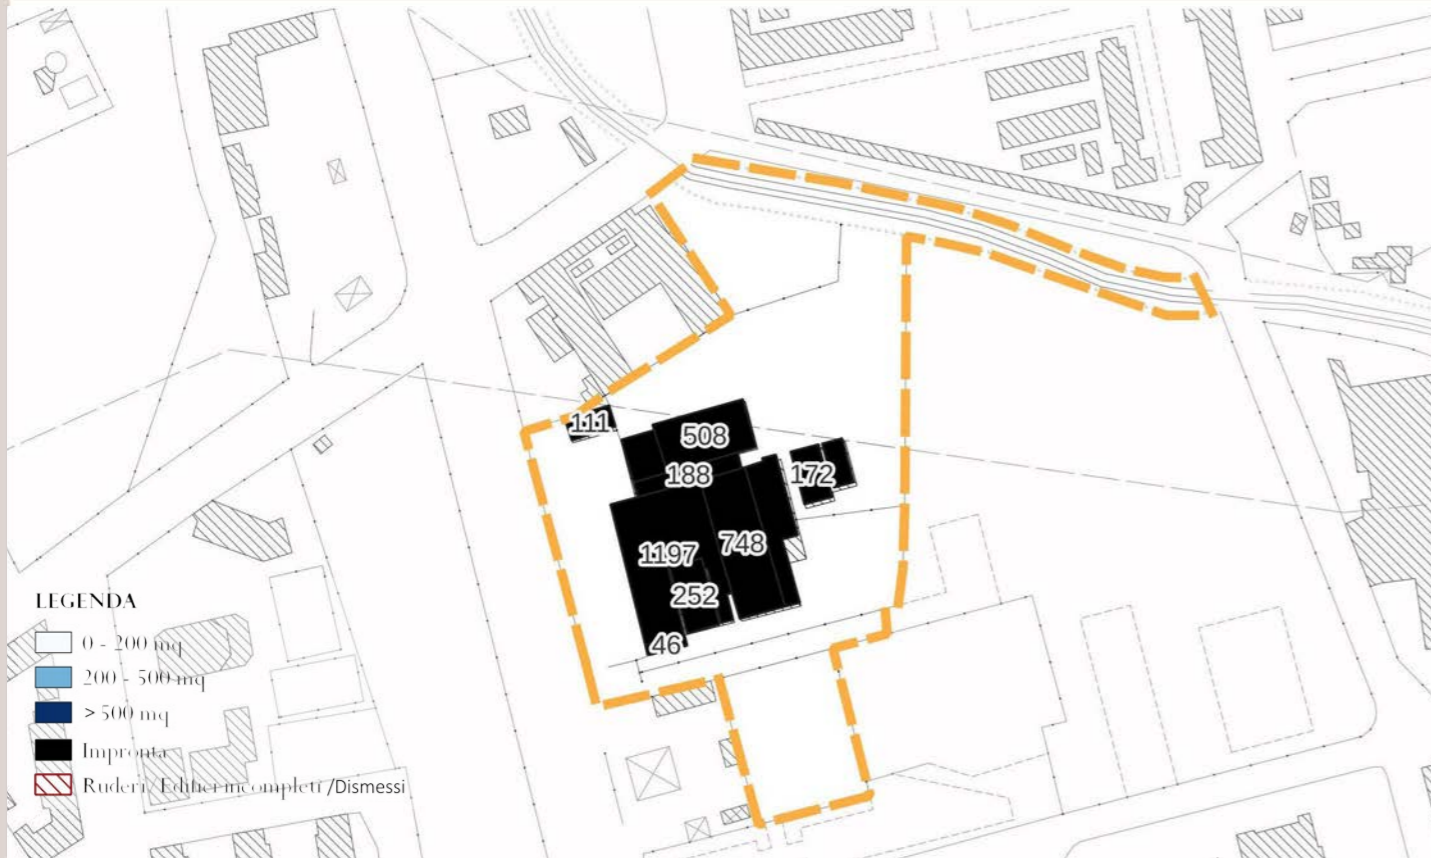 111
508
188
172
1197
748
252
46
LEGENDA
0 - 200 mq
200 - 500 mq
> 500 mq
Impronta
Ruderi/Edifici incompleti /Dismessi